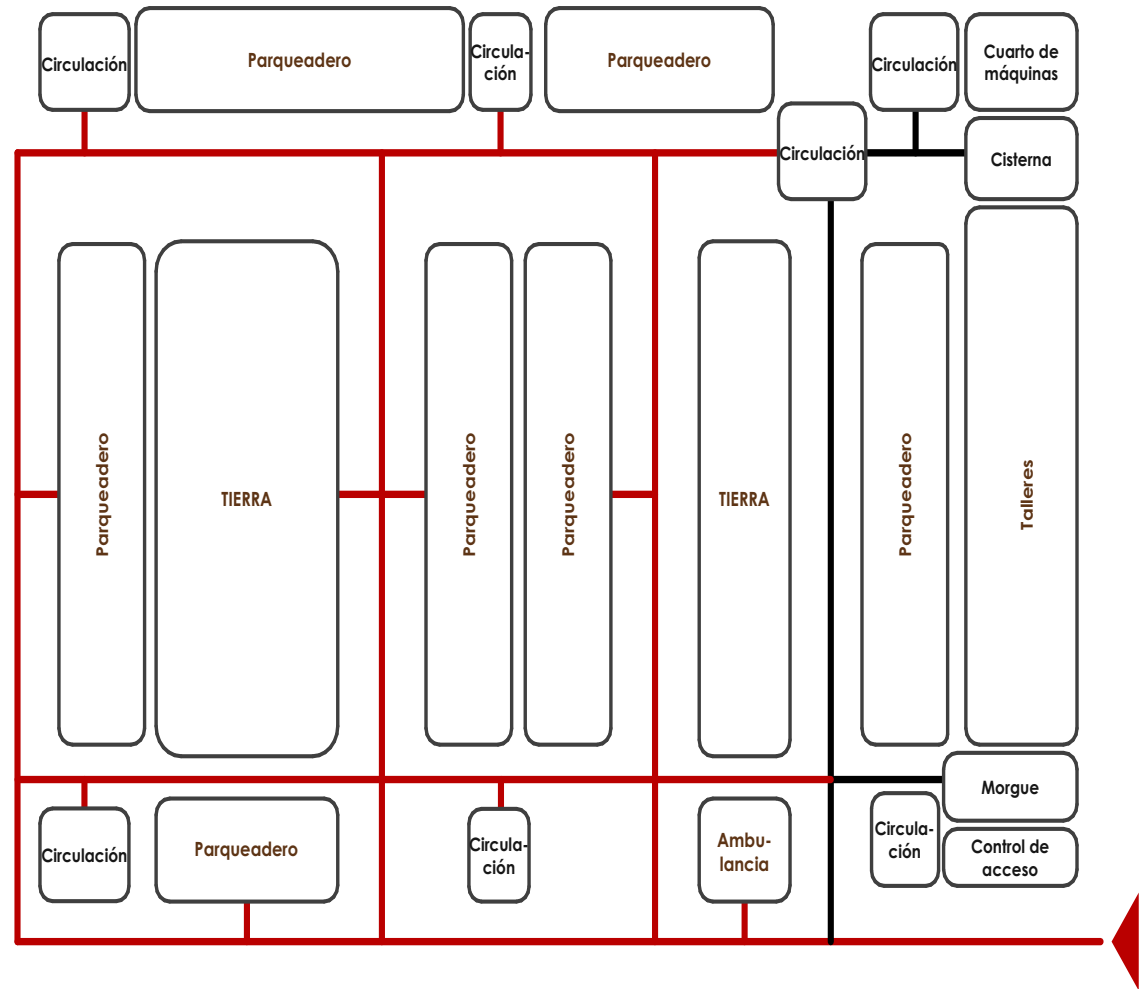 Circulación
Parqueadero
Circula-
ción
Parqueadero
Circulación
Cuarto de
máquinas
Circulación
Cisterna
Parqueadero
TIERRA
Parqueadero
Parqueadero
TIERRA
Parqueadero
Talleres
Morgue
Circulación
Parqueadero
Circula-
ción
Ambu-
lancia
Circula-
ción
Control de
acceso